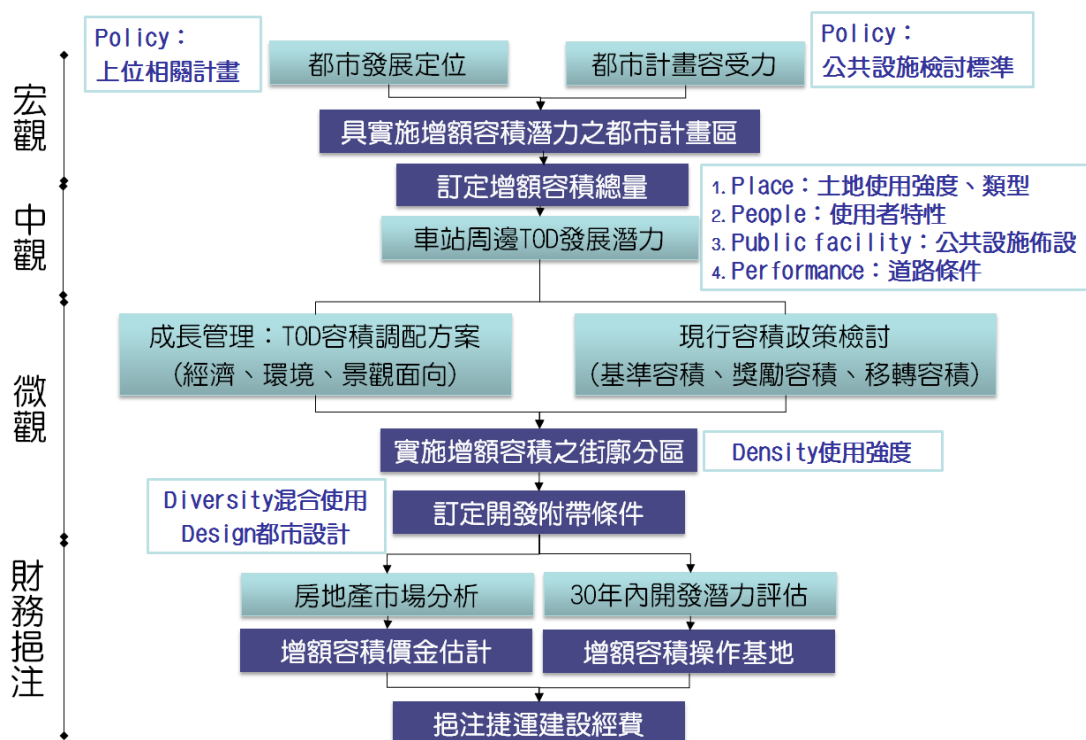 Policy：
上位相關計畫
都市發展定位
都市計畫容受力
Policy：
公共設施檢討標準
宏觀
具實施增額容積潛力之都市計畫區
訂定增額容積總量
中觀
車站周邊TOD發展潛力
1. Place：土地使用強度、類型
2. People：使用者特性
3. Public facility：公共設施佈設
4. Performance：道路條件
微觀
成長管理：TOD容積調配方案
(經濟、環境、景觀面向)
現行容積政策檢討
(基準容積、獎勵容積、移轉容積)
實施增額容積之街廓分區
Density使用強度
Diversity混合使用
Design都市設計
訂定開發附帶條件
財務挹注
房地產市場分析
30年內開發潛力評估
增額容積價金估計
增額容積操作基地
挹注捷運建設經費